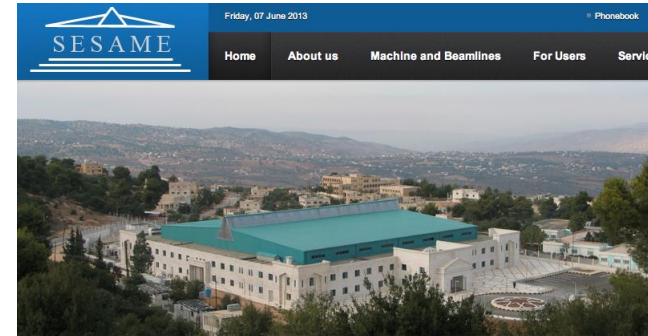 Friday, 07 June 2013
Phonebook
SESAME
Home About us Machine and Beamlines For Users